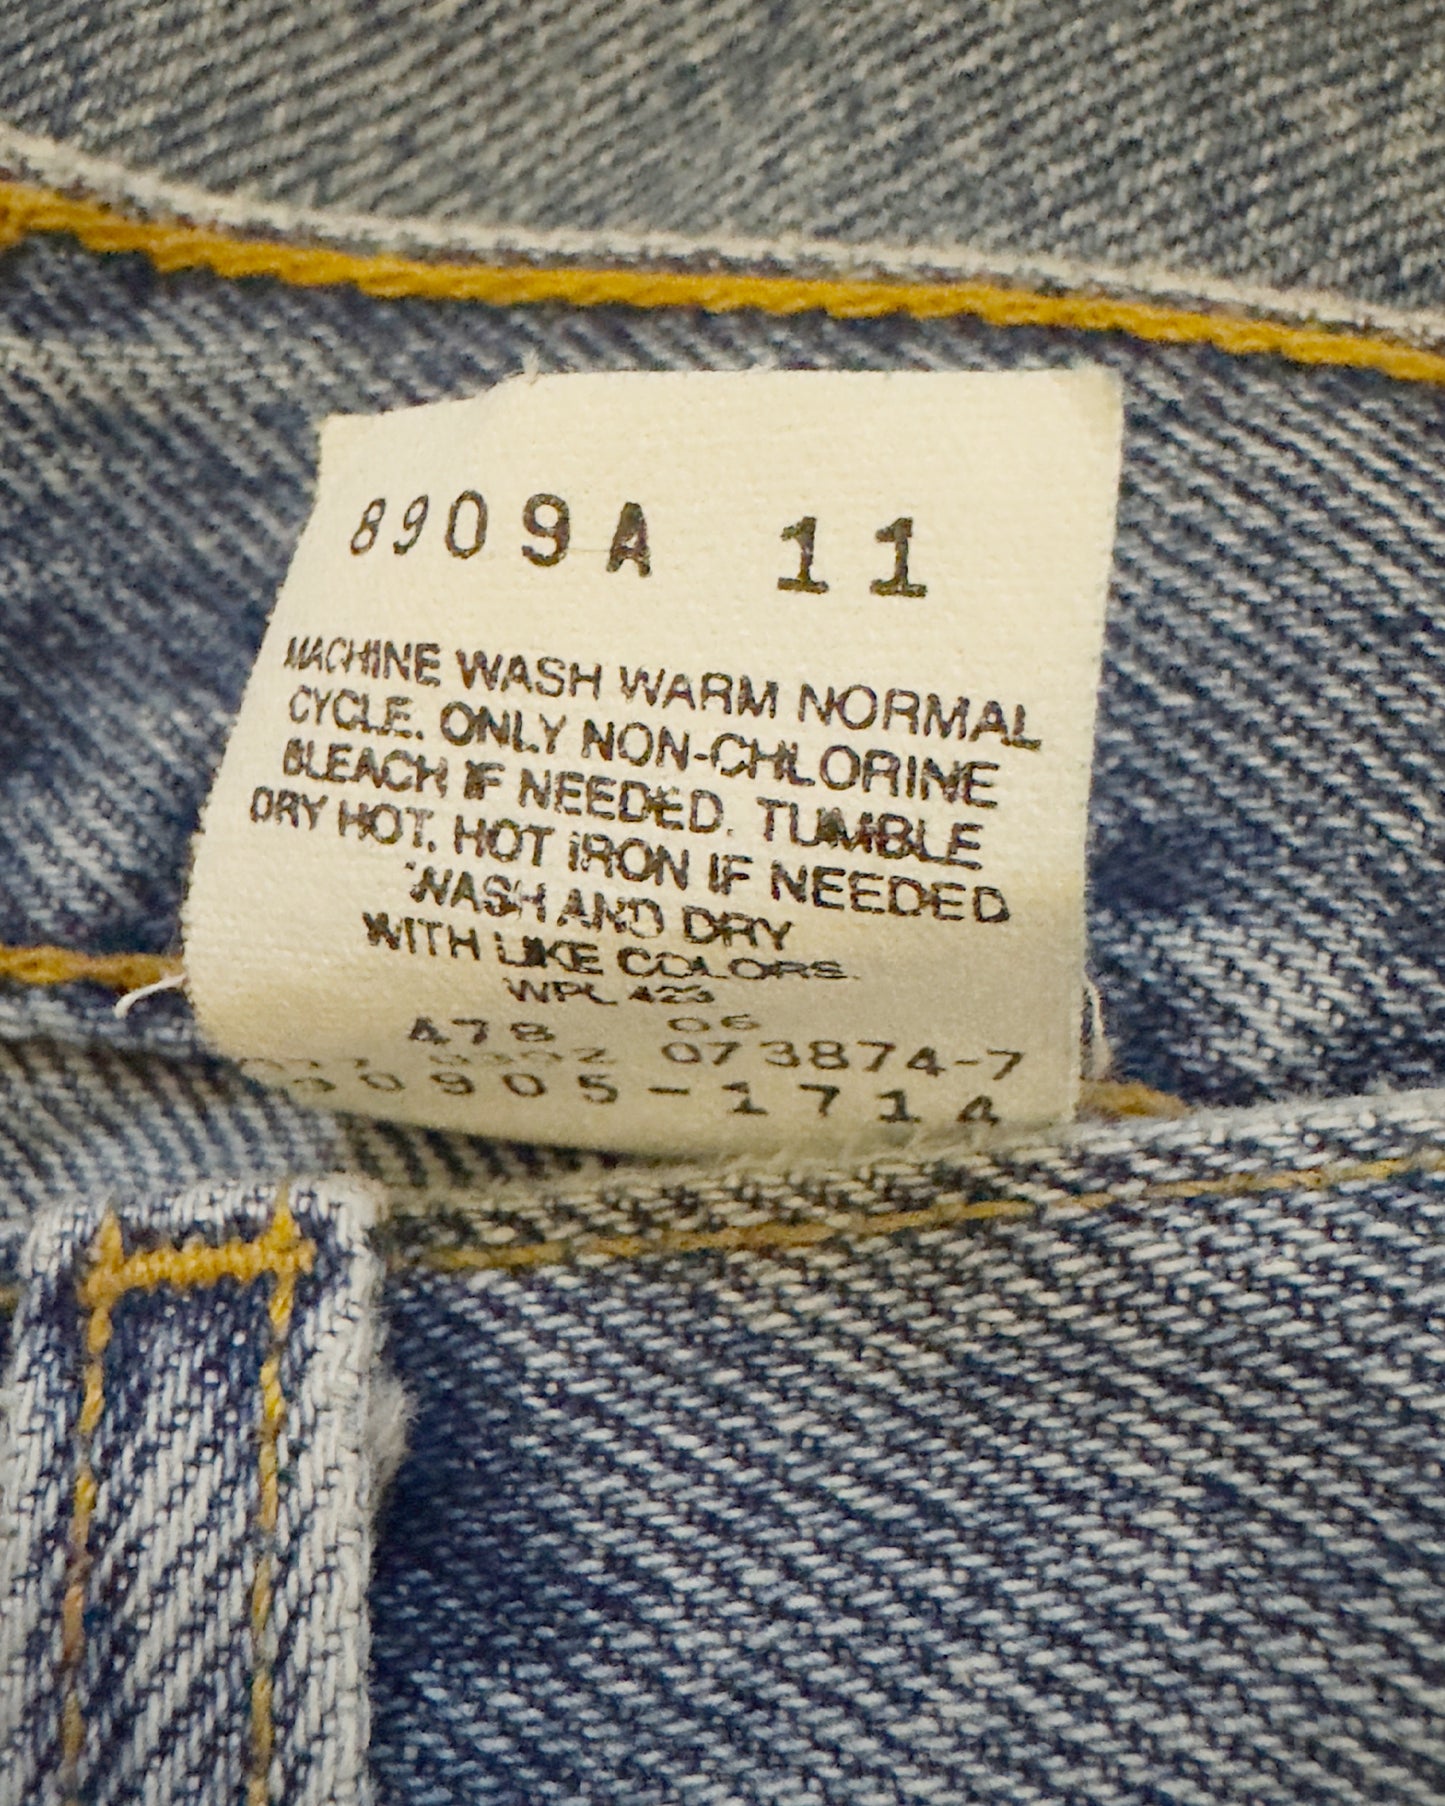 8909A 11
MACHINE WASH WARM NORMAL
CYCLE. ONLY NON-CHLORINE
BLEACH IF NEEDED. TUMBLE
DRY HOT. HOT IRON IF NEEDED
WASH AND DRY
WITH LIKE COLORS.
WPL 423
478 06
073874-7
0905-1714